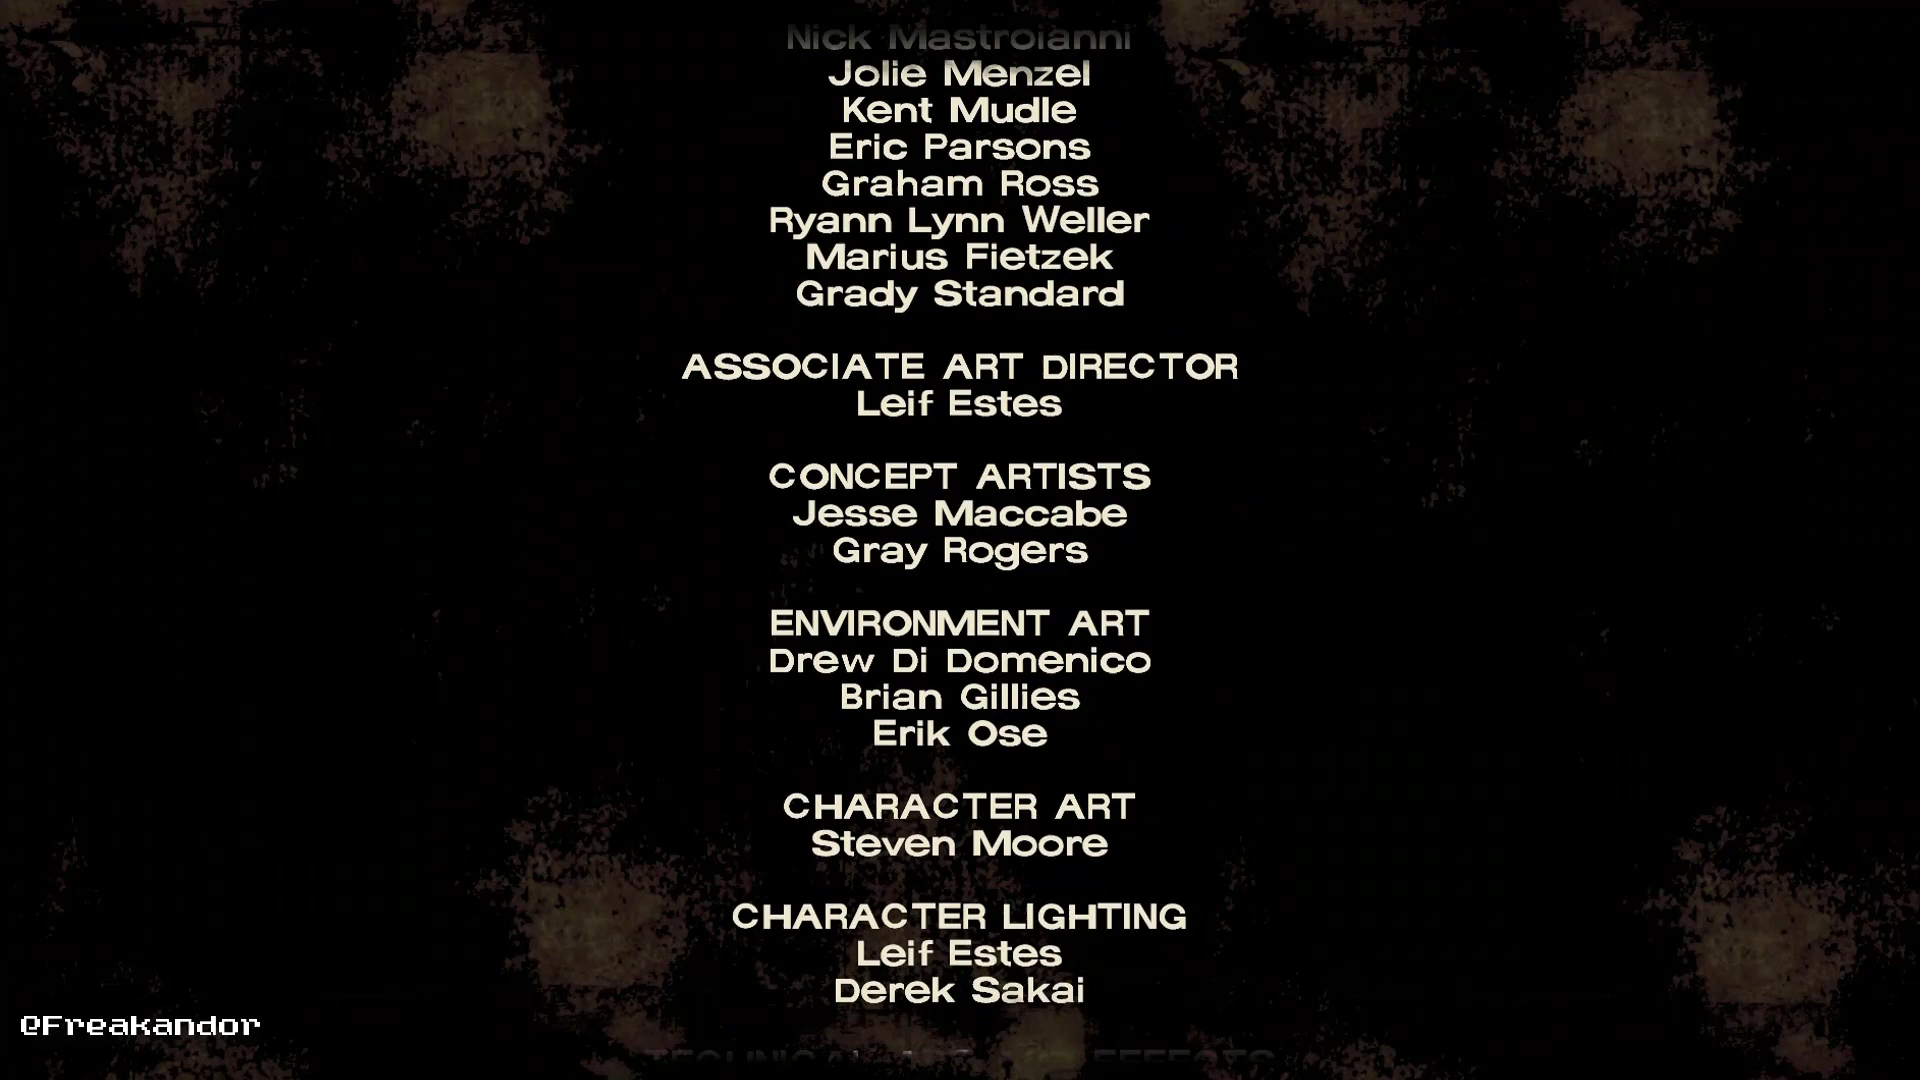 Nick Mastroianni
Jolie Menzel
Kent Mudle
Eric Parsons
Graham Ross
Ryann Lynn Weller
Marius Fietzek
Grady Standard
ASSOCIATE ART DIRECTOR
Leif Estes
CONCEPT ARTISTS
Jesse Maccabe
Gray Rogers
ENVIRONMENT ART
Drew Di Domenico
Brian Gillies
Erik Ose
CHARACTER ART
Steven Moore
CHARACTER LIGHTING
Leif Estes
Derek Sakai
@Freakandor
TECHNICAL EFFECTS